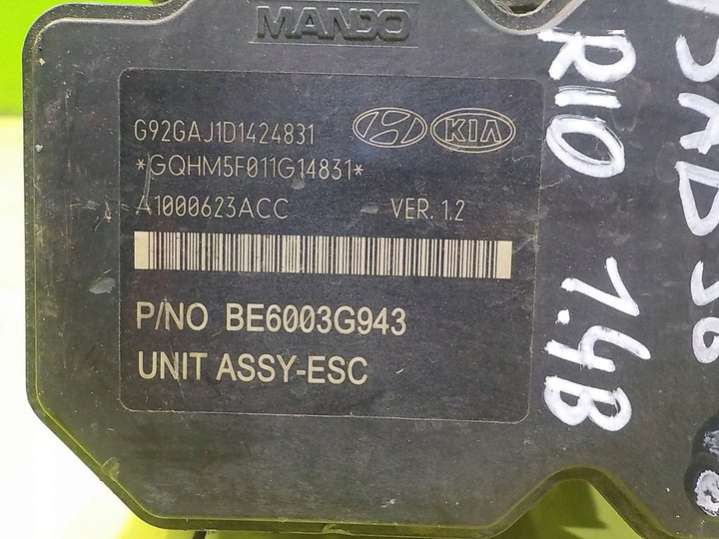 MANDO
G92GAJ1D1424831
KIA
*GQHM5F011G14831*
A1000623ACC VER. 1.2
P/NO BE6003G943
UNIT ASSY-ESC
RIO 1.4B